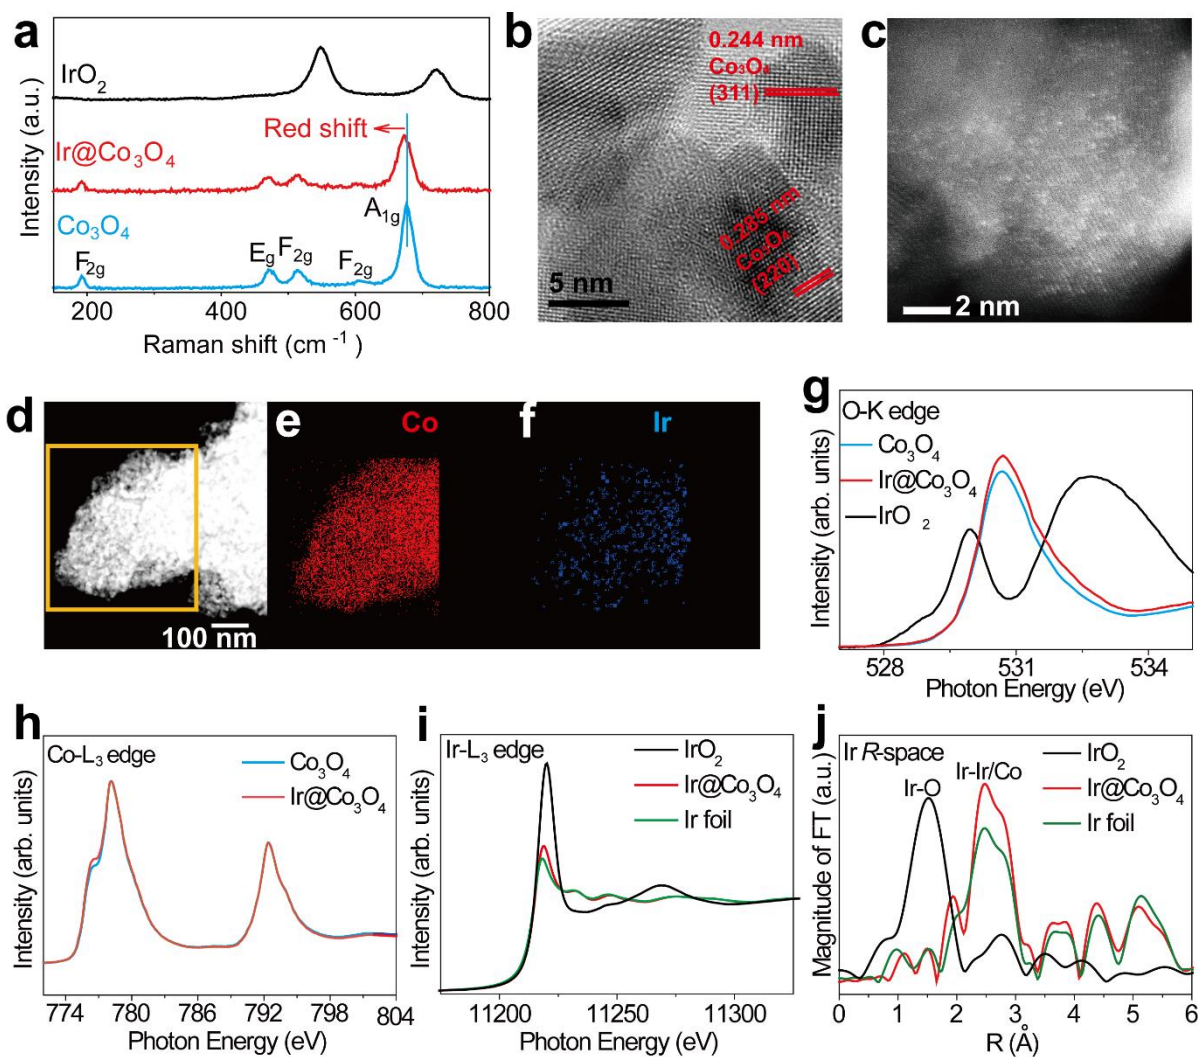 a
IrO2
Ir@Co3O4
Red shift
Co3O4
F2g
Eg
F2g
F2g
A1g
Intensity (a.u.)
200
400
600
800
Raman shift (cm -1 )
b
0.244 nm
Co3O4
(311)
0.285 nm
Co3O4
(220)
5 nm
c
2 nm
d
100 nm
e
Co
f
Ir
g
O-K edge
Co3O4
Ir@Co3O4
IrO 2
Intensity (arb. units)
528
531
534
Photon Energy (eV)
h
Co-L3 edge
Co3O4
Ir@Co3O4
Intensity (arb. units)
774
780
786
792
798
804
Photon Energy (eV)
i
Ir-L3 edge
IrO2
Ir@Co3O4
Ir foil
Intensity (arb. units)
11200
11250
11300
Photon Energy (eV)
j
Ir R-space
Ir-O
Ir-Ir/Co
IrO2
Ir@Co3O4
Ir foil
Magnitude of FT (a.u.)
0
1
2
3
4
5
6
R (Å)